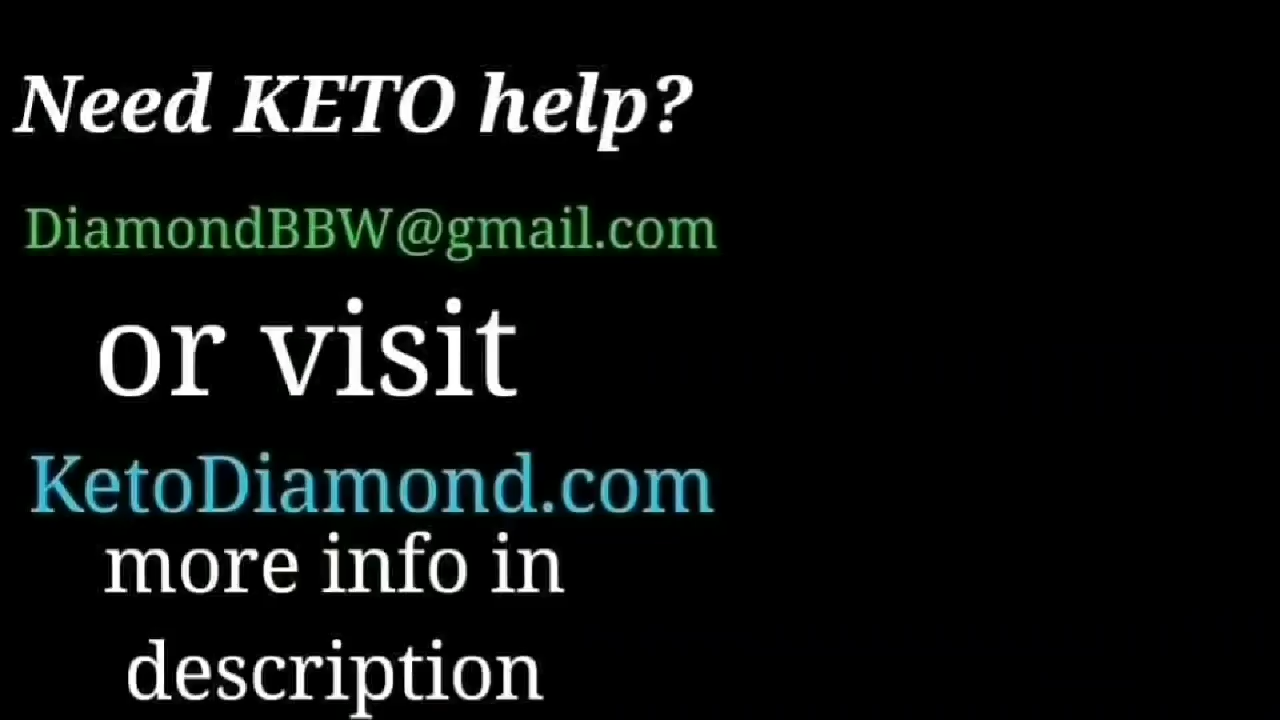 Need KETO help?
DiamondBBW@gmail.com
or visit
KetoDiamond.com
more info in
description